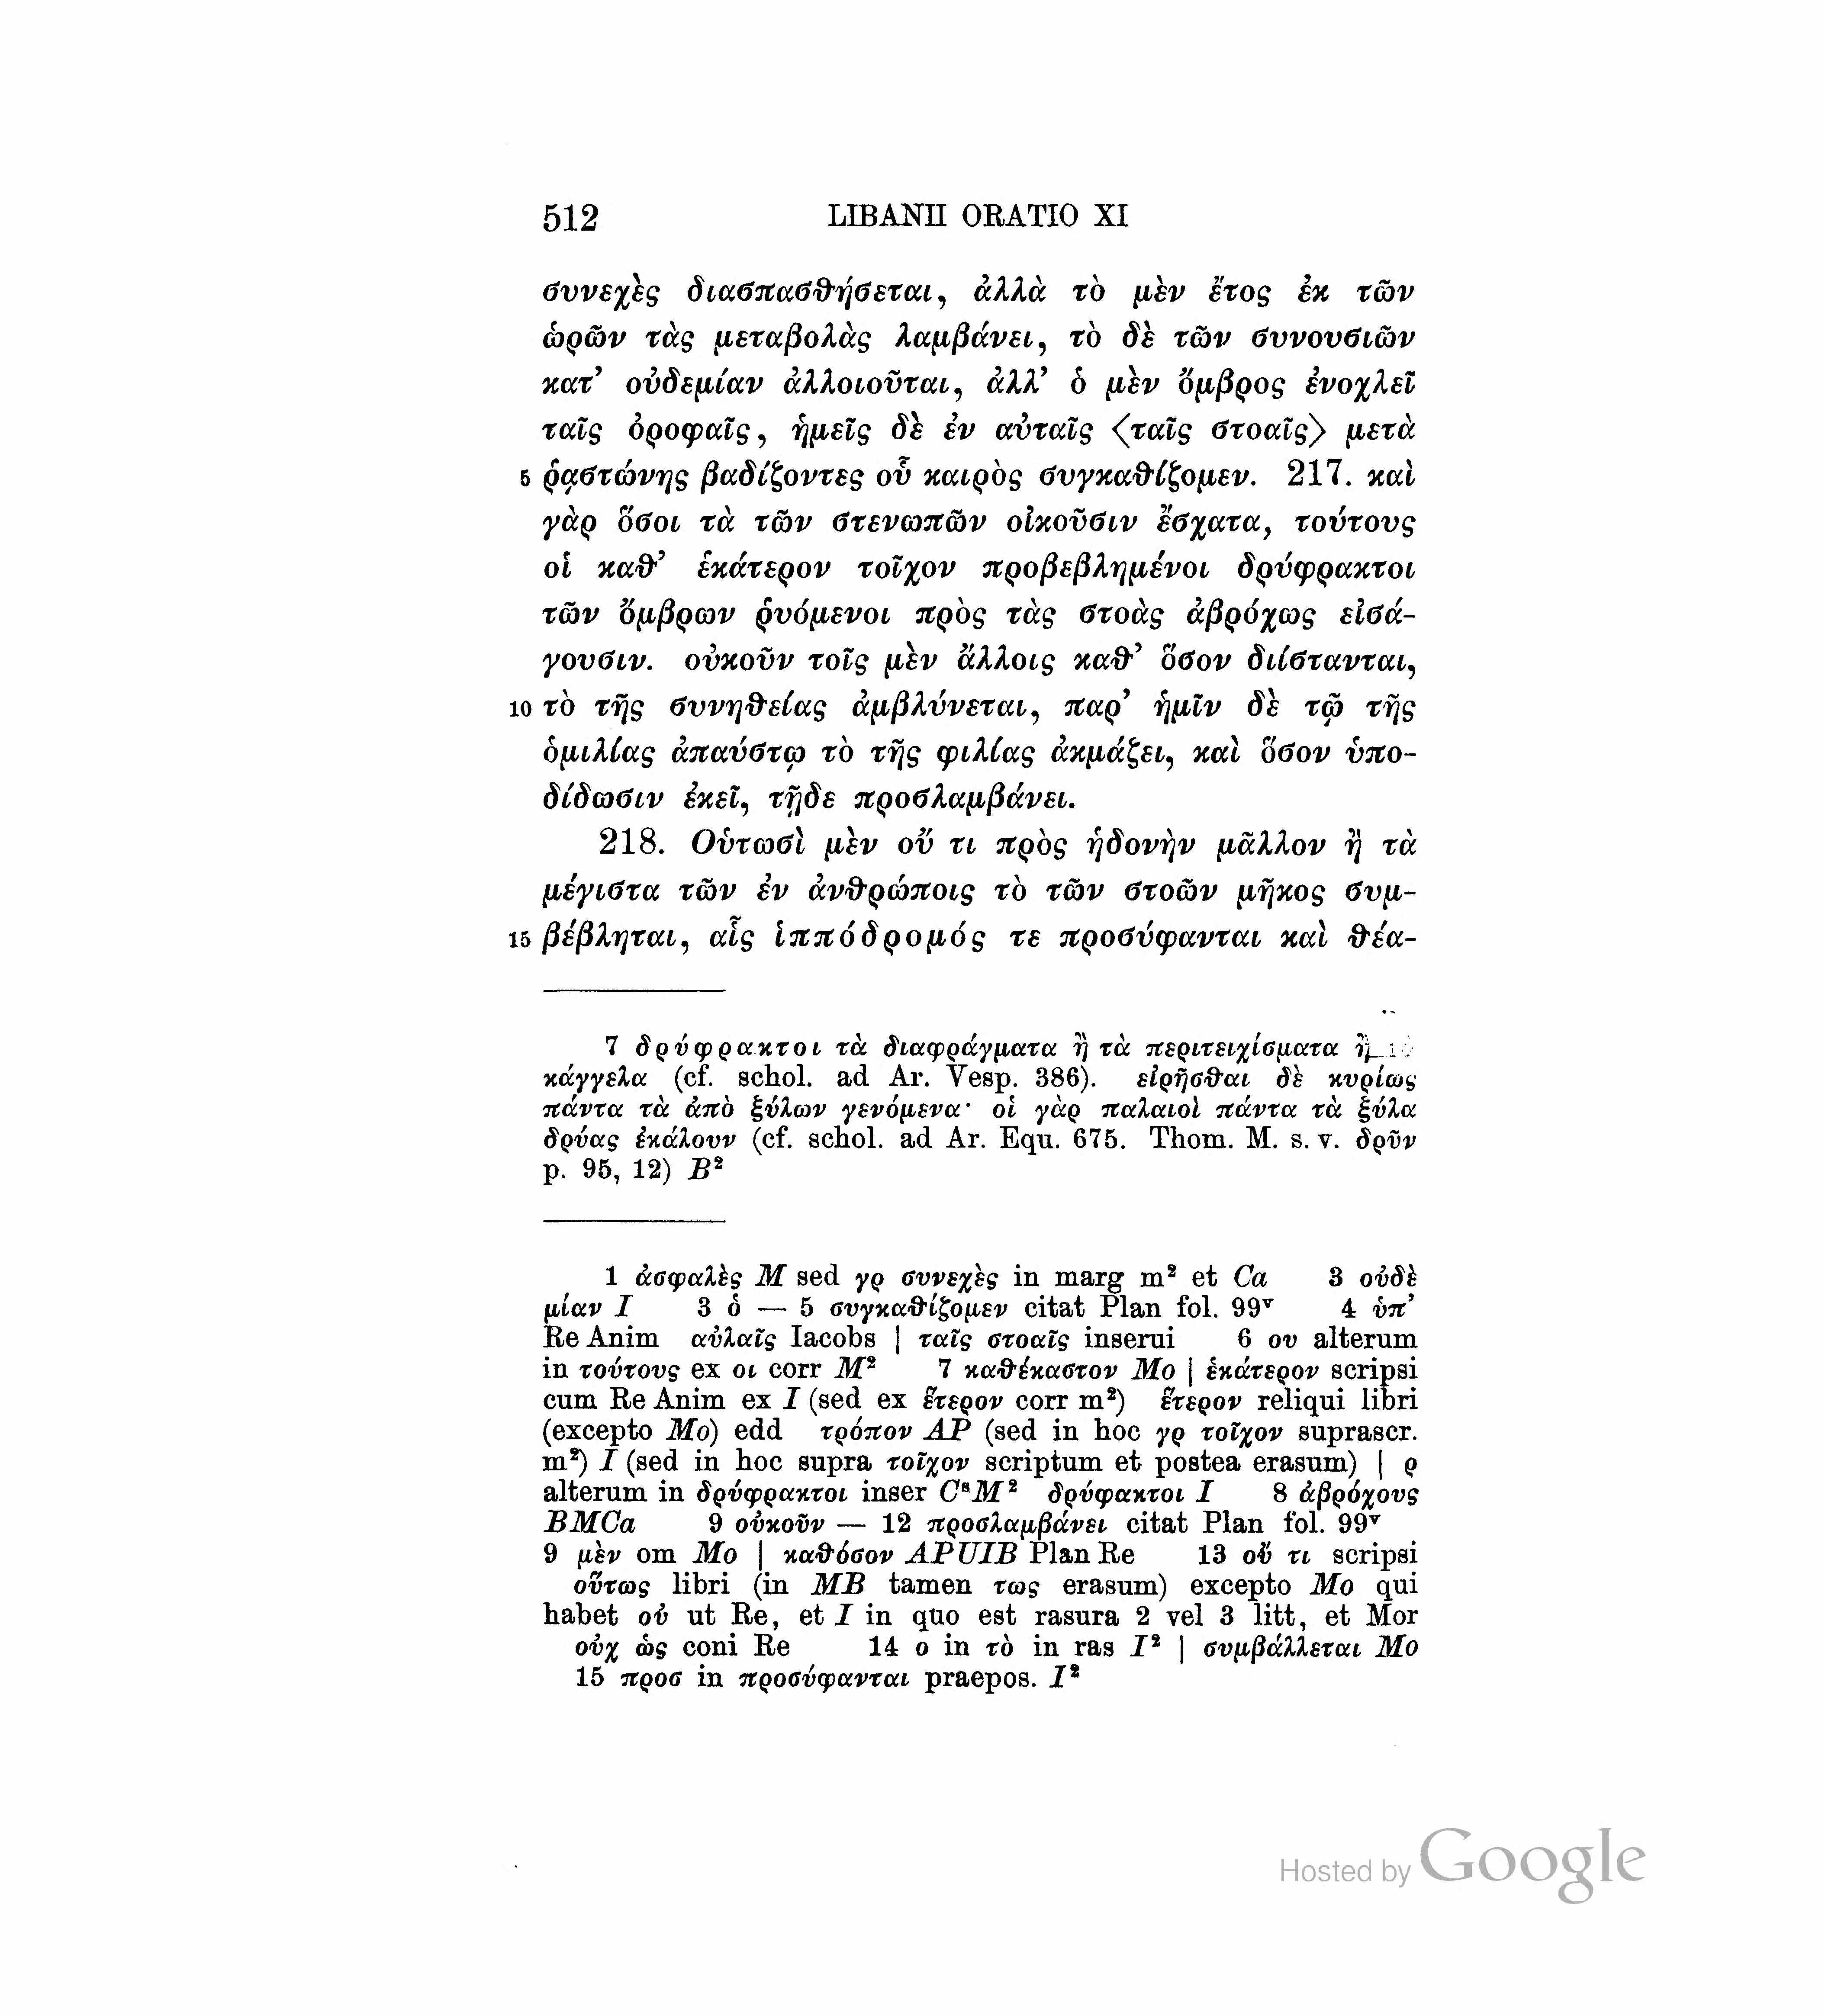 512 LIBANII ORATIO XI
συνεχὲς διασπασθήσεται, ἀλλὰ τὸ μὲν ἔτος ἐκ τῶν
ὡρῶν τὰς μεταβολὰς λαμβάνει, τὸ δὲ τῶν συνουσιῶν
κατ’ οὐδεμίαν ἀλλοιοῦται, ἀλλ’ ὁ μὲν ὄμβρος ἐνοχλεῖ
ταῖς ὀροφαῖς, ἡμεῖς δὲ ἐν αὐταῖς ⟨ταῖς στοαῖς⟩ μετὰ
5 ῥᾳστώνης βαδίζοντες οὗ καιρὸς συγκαθίζομεν. 217. καὶ
γὰρ ὅσοι τὰ τῶν στενωπῶν οἰκοῦσιν ἔσχατα, τούτους
οἱ καθ’ ἑκάτερον τοῖχον προβεβλημένοι δρύφρακτοι
τῶν ὄμβρων ῥυόμενοι πρὸς τὰς στοὰς ἀβρόχως εἰσά-
γουσιν. οὐκοῦν τοῖς μὲν ἄλλοις καθ’ ὅσον διίστανται,
10 τὸ τῆς συνηθείας ἀμβλύνεται, παρ’ ἡμῖν δὲ τῷ τῆς
ὁμιλίας ἀπαύστῳ τὸ τῆς φιλίας ἀκμάζει, καὶ ὅσον ὑπο-
δίδωσιν ἐκεῖ, τῇδε προσλαμβάνει.
218. Οὑτωσὶ μὲν οὔ τι πρὸς ἡδονὴν μᾶλλον ἢ τὰ
μέγιστα τῶν ἐν ἀνθρώποις τὸ τῶν στοῶν μῆκος συμ-
15 βέβληται, αἷς ἱππόδρομός τε προσύφανται καὶ θέα-
7 δρύφρακτοι τὰ διαφράγματα ἢ τὰ περιτειχίσματα ἢ
κάγγελα (cf. schol. ad Ar. Vesp. 386). εἰρῆσθαι δὲ κυρίως
πάντα τὰ ἀπὸ ξύλων γενόμενα· οἱ γὰρ παλαιοὶ πάντα τὰ ξύλα
δρύας ἐκάλουν (cf. schol. ad Ar. Equ. 675. Thom. M. s. v. δρῦν
p. 95, 12) B²
1 ἀσφαλὲς M sed γρ συνεχὲς in marg m² et Ca 3 οὐδὲ
μίαν I 3 ὁ — 5 συγκαθίζομεν citat Plan fol. 99ᵛ 4 ὑπ’
Re Anim αὐλαῖς Iacobs | ταῖς στοαῖς inserui 6 ου alterum
in τούτους ex οι corr M² 7 καθέκαστον Mo | ἑκάτερον scripsi
cum Re Anim ex I (sed ex ἕτερον corr m²) ἕτερον reliqui libri
(excepto Mo) edd τρόπον AP (sed in hoc γρ τοῖχον suprascr.
m²) I (sed in hoc supra τοῖχον scriptum et postea erasum) | ρ
alterum in δρύφρακτοι inser CᵃM² δρύφακτοι I 8 ἀβρόχους
BMCa 9 οὐκοῦν — 12 προσλαμβάνει citat Plan fol. 99ᵛ
9 μὲν om Mo | καθόσον APUIB Plan Re 13 οὔ τι scripsi
οὕτως libri (in MB tamen τως erasum) excepto Mo qui
habet οὐ ut Re, et I in quo est rasura 2 vel 3 litt, et Mor
οὐχ ὡς coni Re 14 ο in τὸ in ras I² | συμβάλλεται Mo
15 προσ in προσύφανται praepos. I²
Hosted by Google